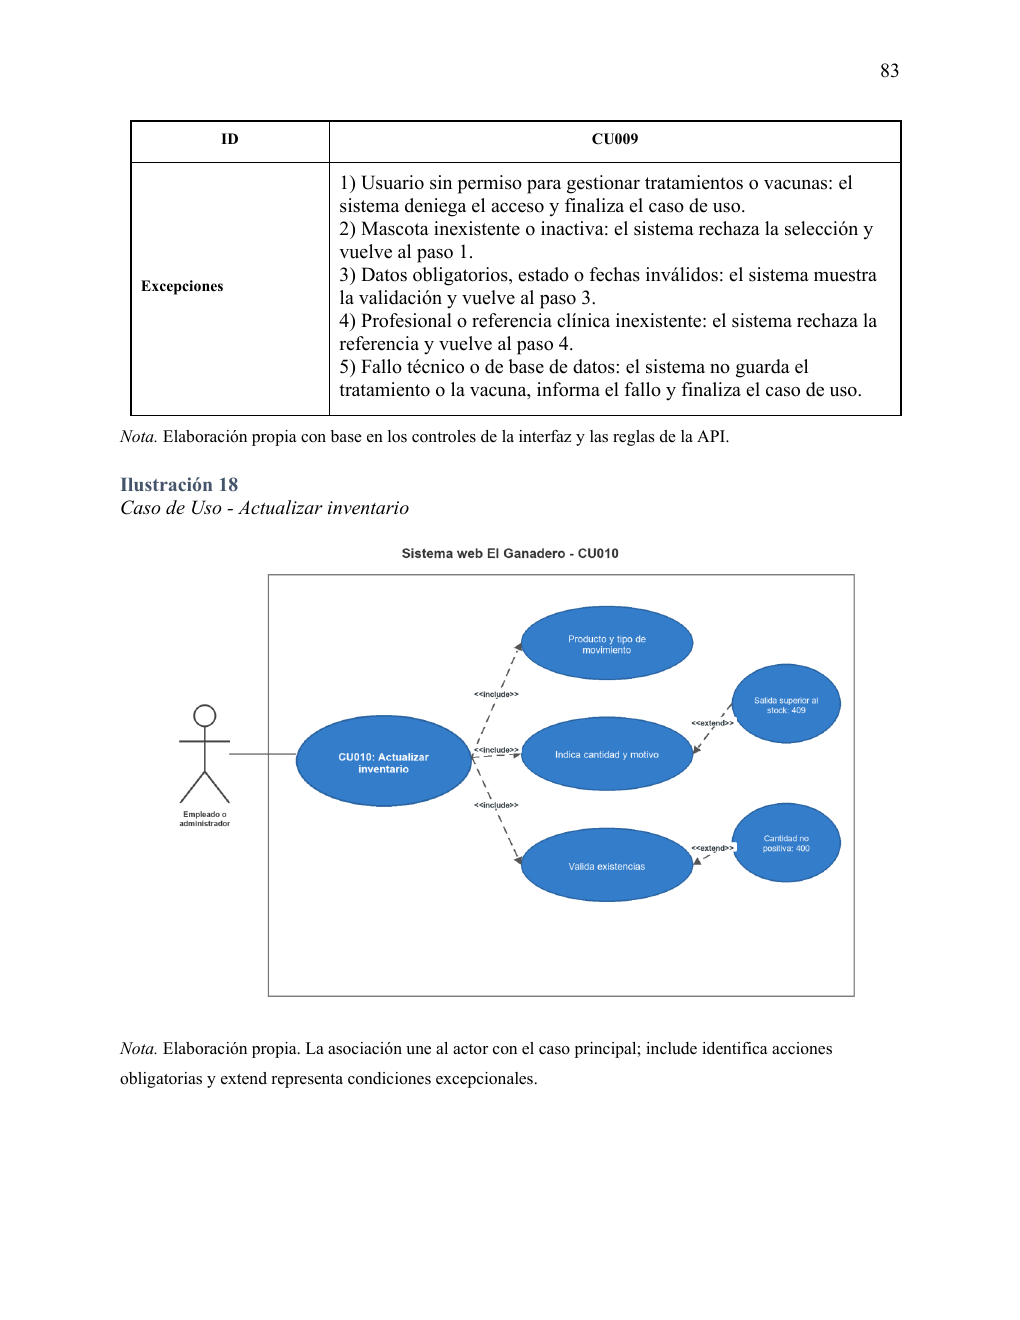 83
ID
CU009
Excepciones
1) Usuario sin permiso para gestionar tratamientos o vacunas: el
sistema deniega el acceso y finaliza el caso de uso.
2) Mascota inexistente o inactiva: el sistema rechaza la selección y
vuelve al paso 1.
3) Datos obligatorios, estado o fechas inválidos: el sistema muestra
la validación y vuelve al paso 3.
4) Profesional o referencia clínica inexistente: el sistema rechaza la
referencia y vuelve al paso 4.
5) Fallo técnico o de base de datos: el sistema no guarda el
tratamiento o la vacuna, informa el fallo y finaliza el caso de uso.
Nota. Elaboración propia con base en los controles de la interfaz y las reglas de la API.
Ilustración 18
Caso de Uso - Actualizar inventario
Sistema web El Ganadero - CU010
Producto y tipo de
movimiento
<<include>>
Salida superior al
stock: 409
<<extend>>
CU010: Actualizar
inventario
<<include>>
Indica cantidad y motivo
Empleado o
administrador
<<include>>
Valida existencias
<<extend>>
Cantidad no
positiva: 400
Nota. Elaboración propia. La asociación une al actor con el caso principal; include identifica acciones
obligatorias y extend representa condiciones excepcionales.